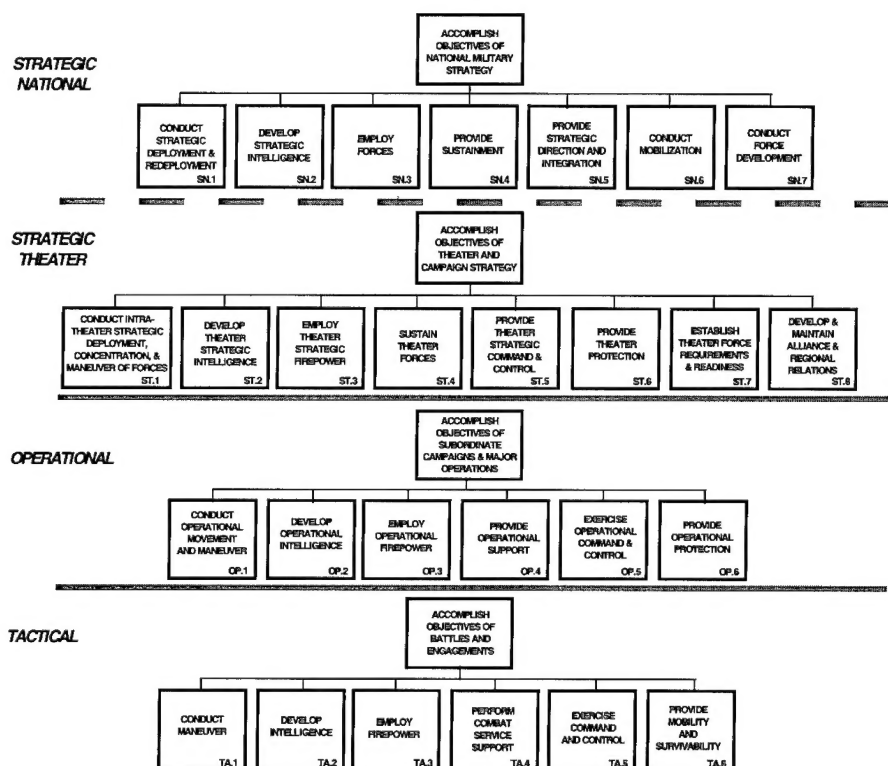 STRATEGIC
NATIONAL
ACCOMPLISH
OBJECTIVES OF
NATIONAL MILITARY
STRATEGY
CONDUCT
STRATEGIC
DEPLOYMENT &
REDEPLOYMENT
SN.1
DEVELOP
STRATEGIC
INTELLIGENCE
SN.2
EMPLOY
FORCES
SN.3
PROVIDE
SUSTAINMENT
SN.4
PROVIDE
STRATEGIC
DIRECTION AND
INTEGRATION
SN.5
CONDUCT
MOBILIZATION
SN.6
CONDUCT
FORCE
DEVELOPMENT
SN.7
STRATEGIC
THEATER
ACCOMPLISH
OBJECTIVES OF
THEATER AND
CAMPAIGN STRATEGY
CONDUCT INTRA-
THEATER STRATEGIC
DEPLOYMENT,
CONCENTRATION, &
MANEUVER OF FORCES
ST.1
DEVELOP
THEATER
STRATEGIC
INTELLIGENCE
ST.2
EMPLOY
THEATER
STRATEGIC
FIREPOWER
ST.3
SUSTAIN
THEATER
FORCES
ST.4
PROVIDE
THEATER
STRATEGIC
COMMAND &
CONTROL
ST.5
PROVIDE
THEATER
PROTECTION
ST.6
ESTABLISH
THEATER FORCE
REQUIREMENTS
& READINESS
ST.7
DEVELOP &
MAINTAIN
ALLIANCE &
REGIONAL
RELATIONS
ST.8
OPERATIONAL
ACCOMPLISH
OBJECTIVES OF
SUBORDINATE
CAMPAIGNS & MAJOR
OPERATIONS
CONDUCT
OPERATIONAL
MOVEMENT
AND MANEUVER
OP.1
DEVELOP
OPERATIONAL
INTELLIGENCE
OP.2
EMPLOY
OPERATIONAL
FIREPOWER
OP.3
PROVIDE
OPERATIONAL
SUPPORT
OP.4
EXERCISE
OPERATIONAL
COMMAND &
CONTROL
OP.5
PROVIDE
OPERATIONAL
PROTECTION
OP.6
TACTICAL
ACCOMPLISH
OBJECTIVES OF
BATTLES AND
ENGAGEMENTS
CONDUCT
MANEUVER
TA.1
DEVELOP
INTELLIGENCE
TA.2
EMPLOY
FIREPOWER
TA.3
PERFORM
COMBAT
SERVICE
SUPPORT
TA.4
EXERCISE
COMMAND
AND CONTROL
TA.5
PROVIDE
MOBILITY
AND
SURVIVABILITY
TA.6